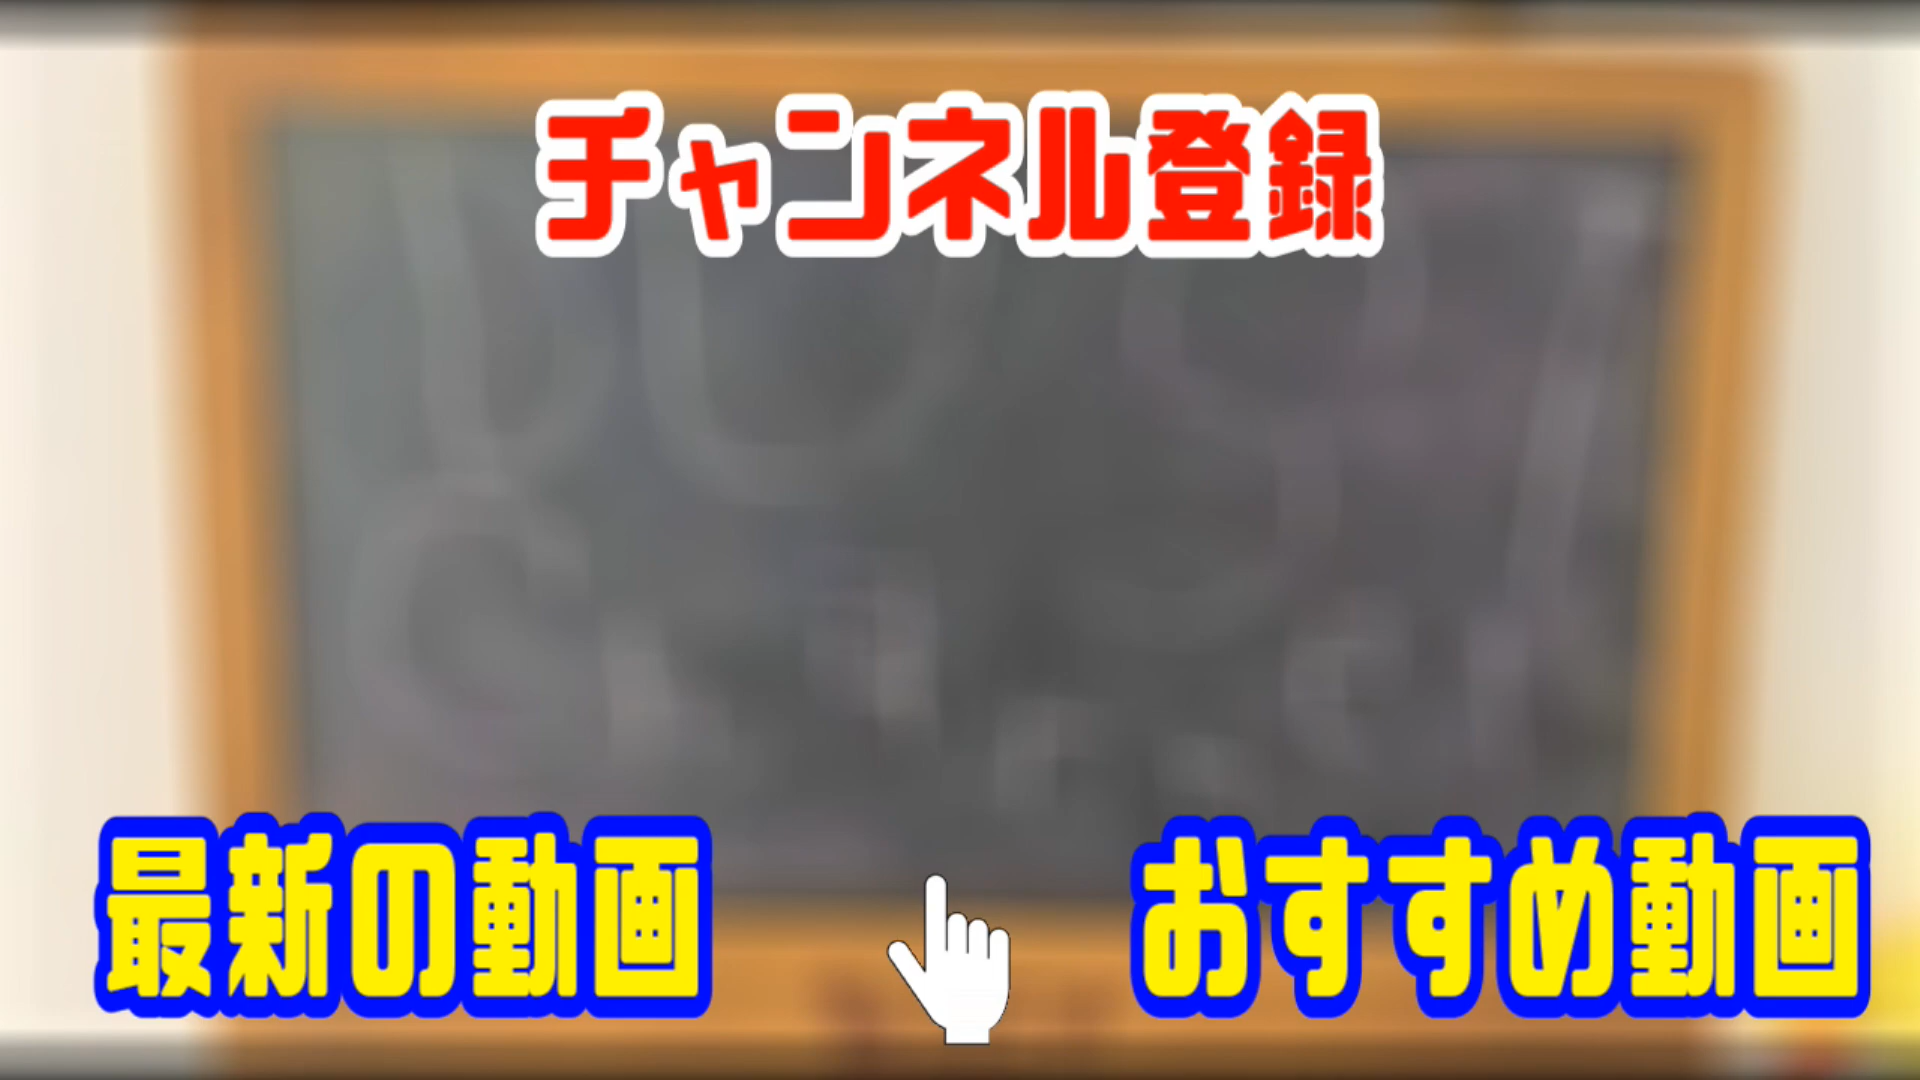 チャンネル登録
最新の動画
おすすめ動画